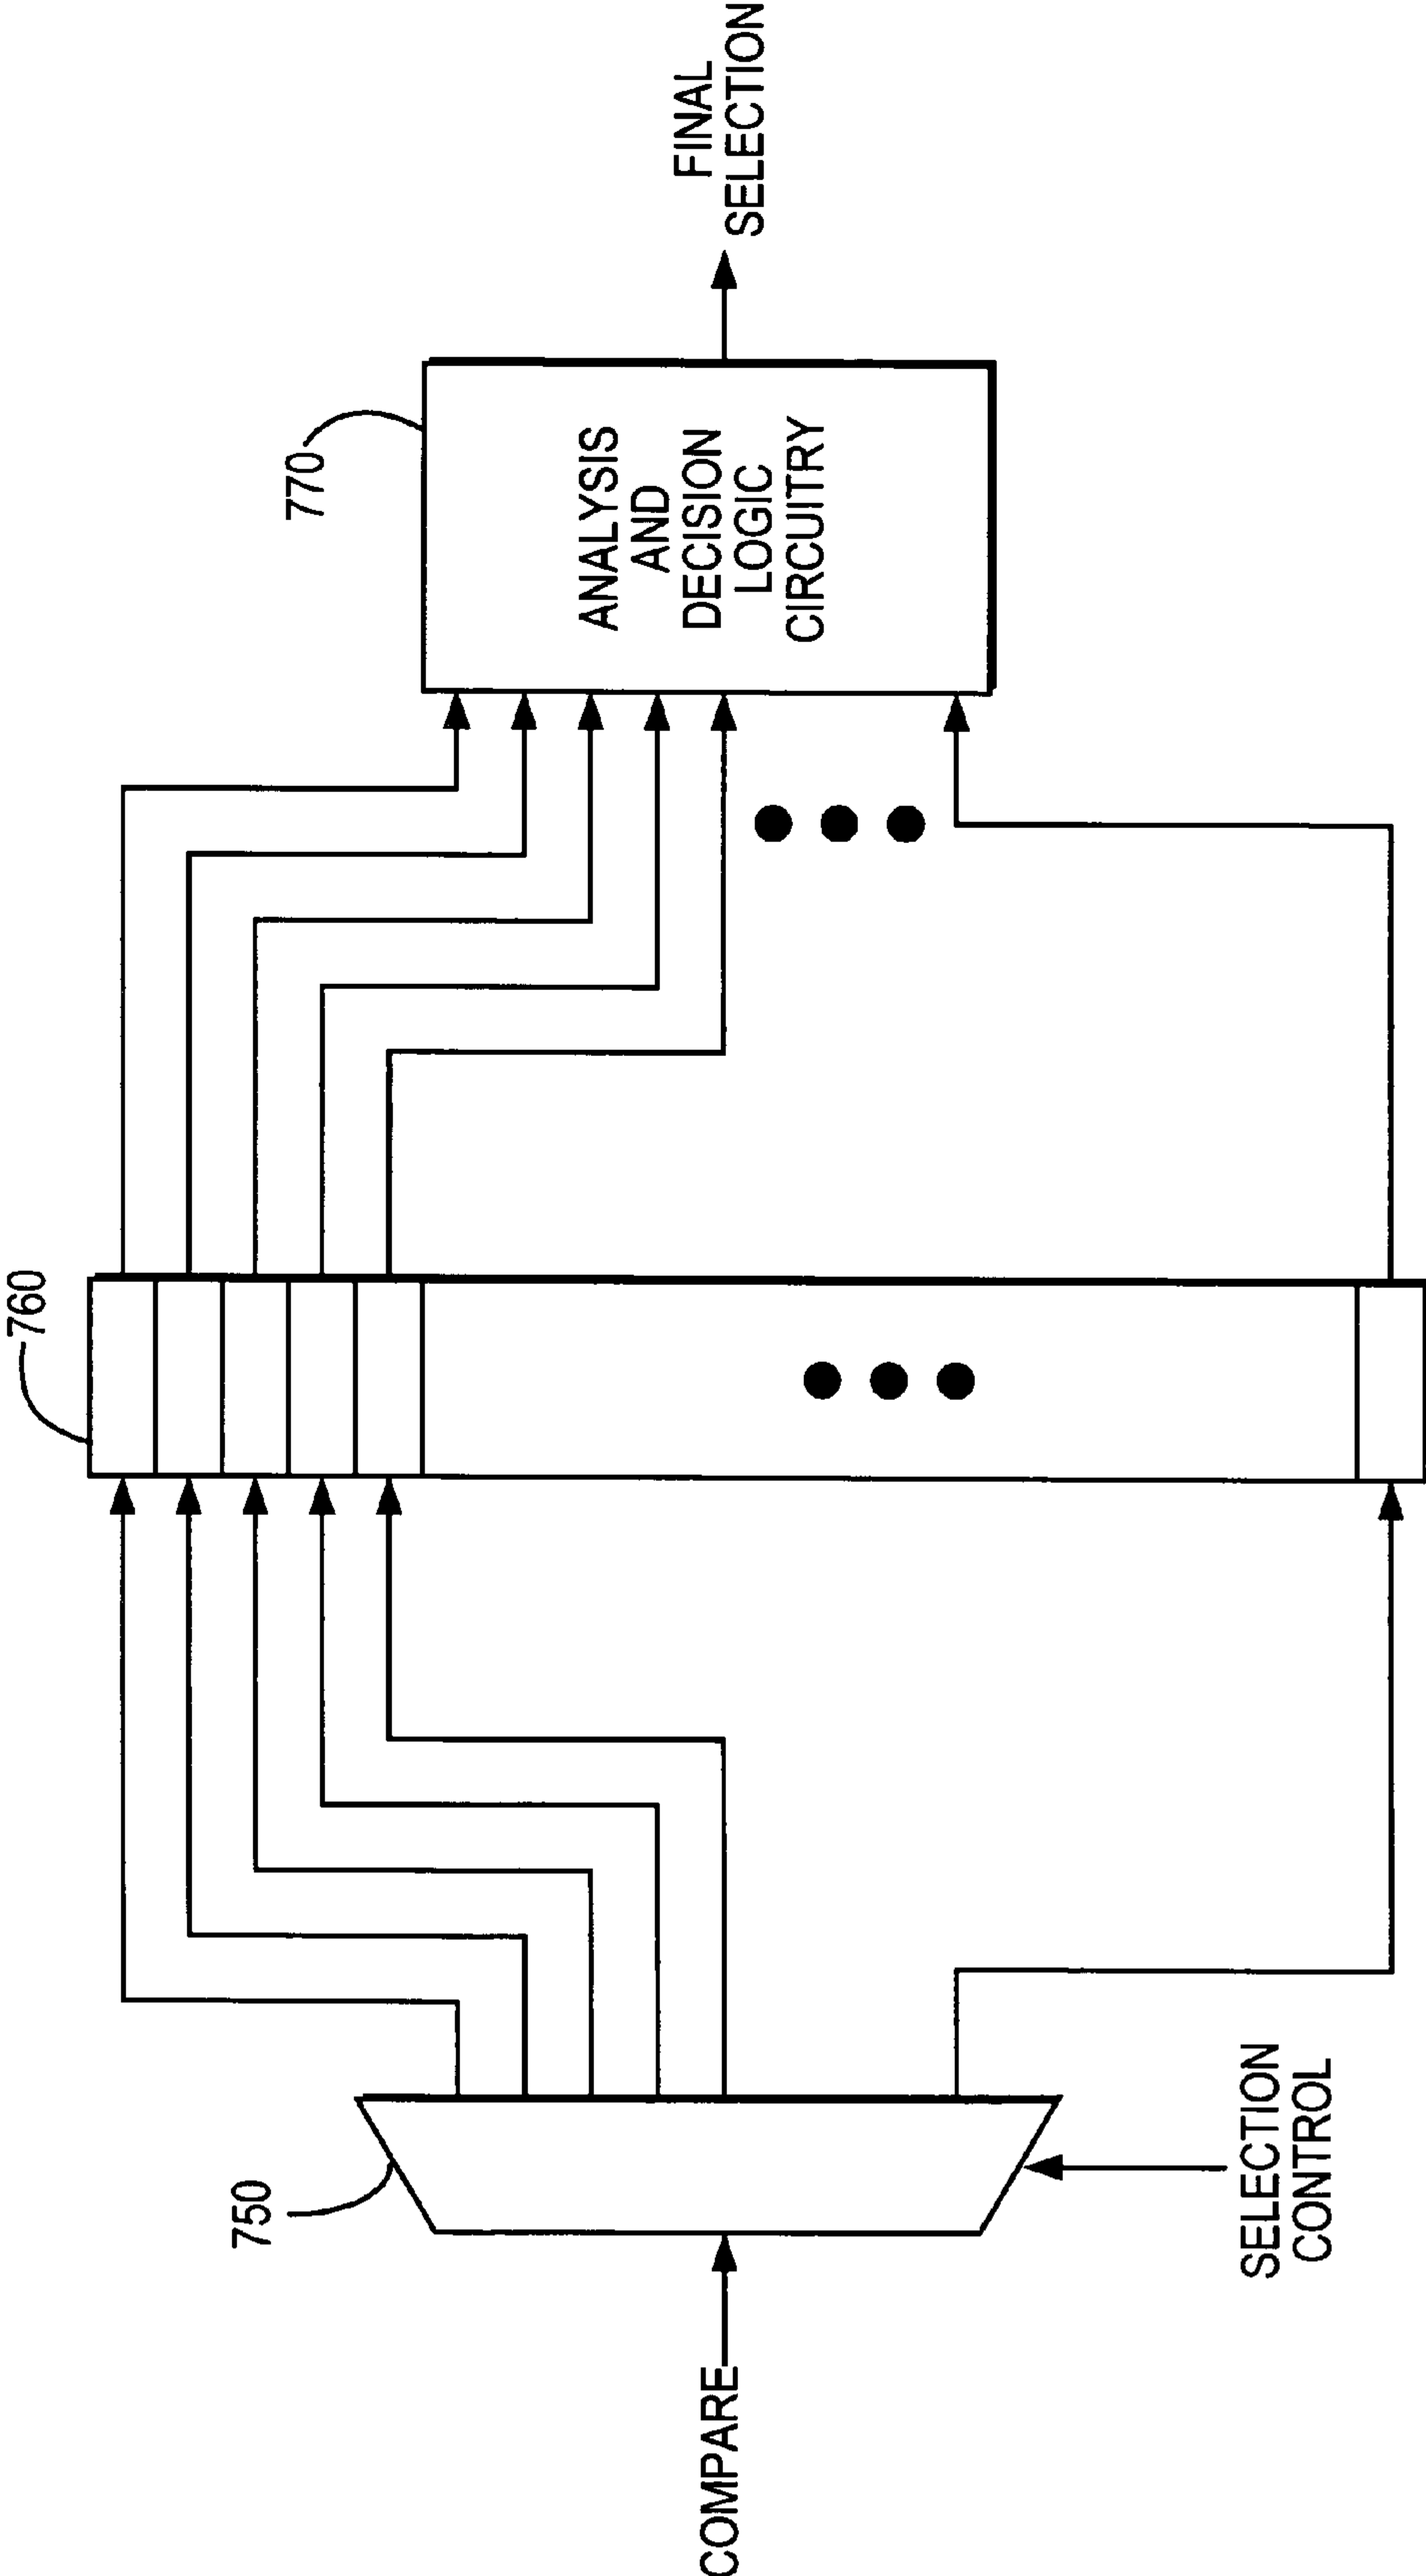 760
770
750
ANALYSIS
AND
DECISION
LOGIC
CIRCUITRY
FINAL
SELECTION
COMPARE
SELECTION
CONTROL